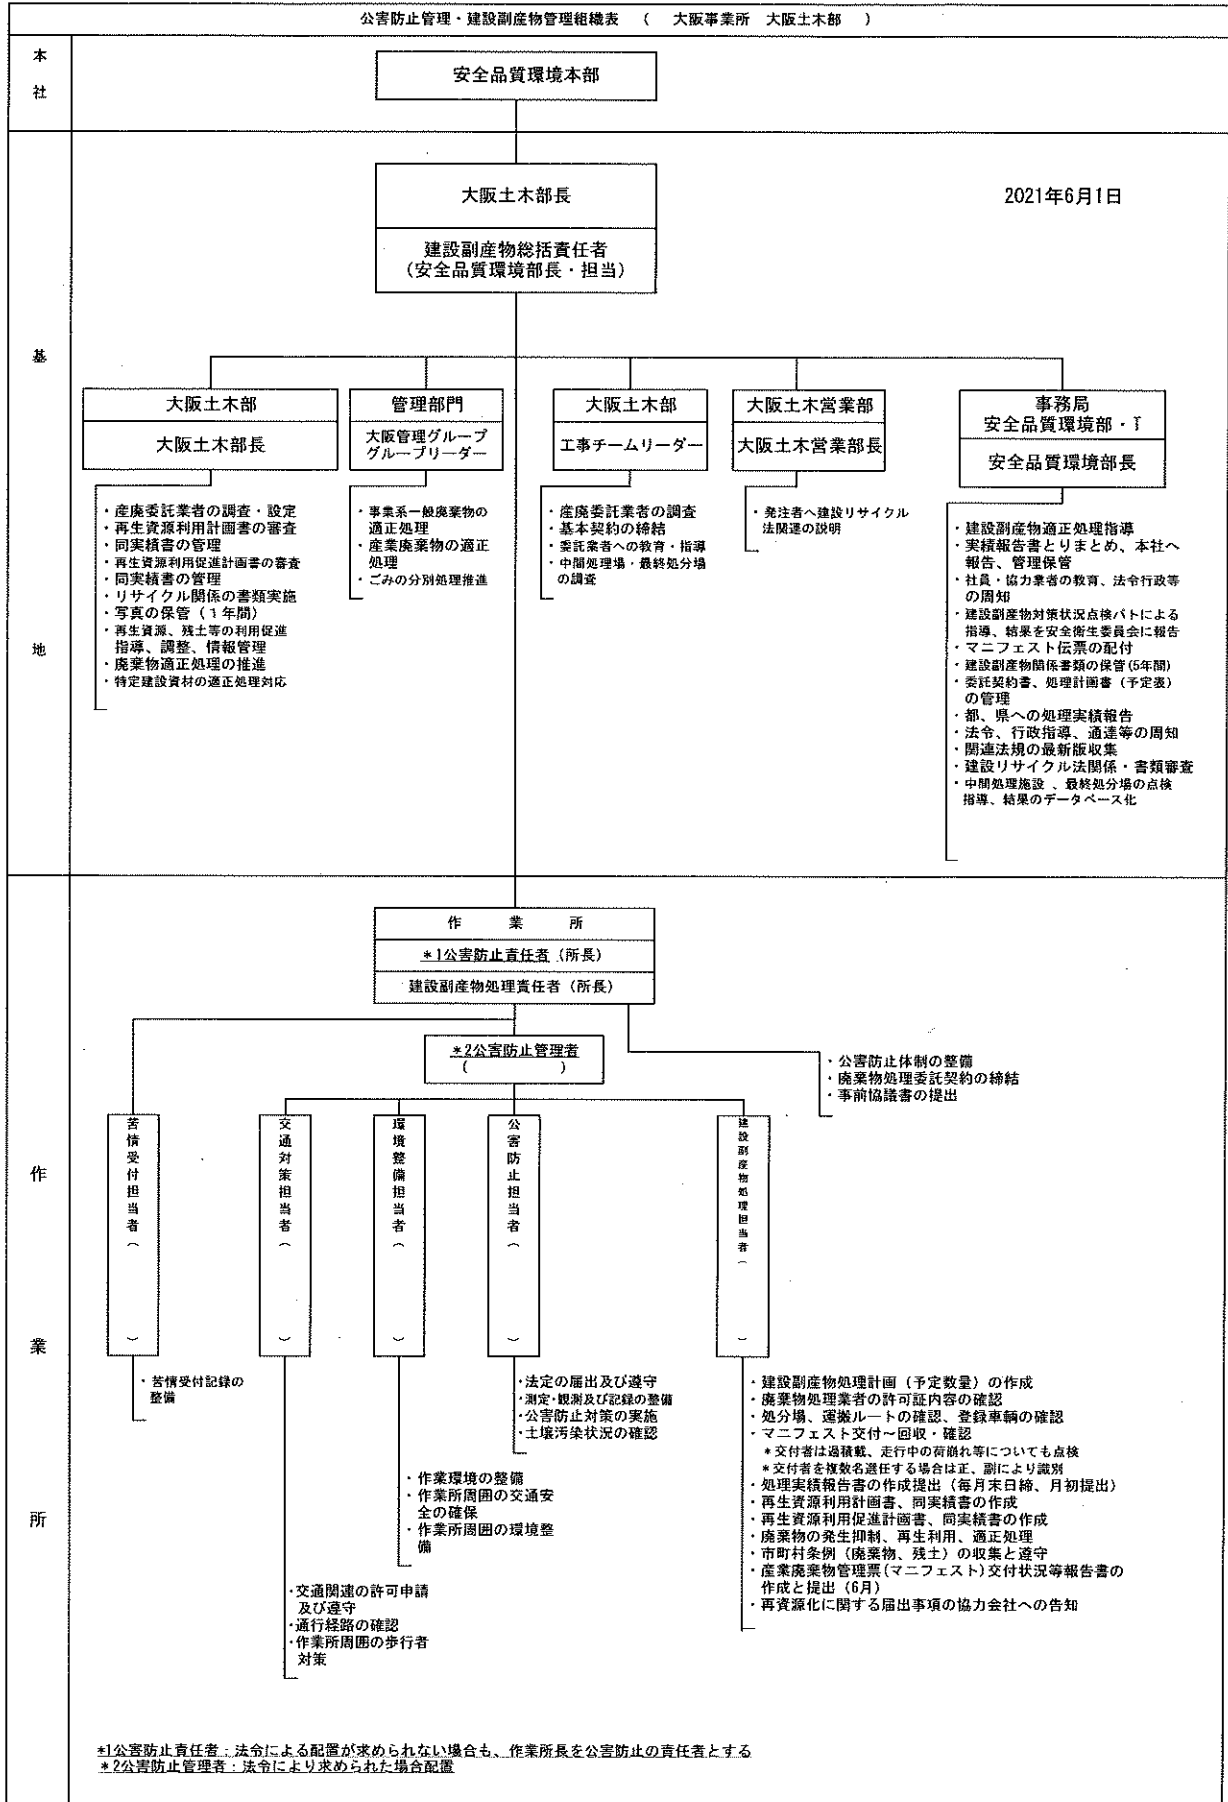 公害防止管理・建設副産物管理組織表 ( 大阪事業所 大阪土木部 )
本社
安全品質環境本部
基地
大阪土木部長
建設副産物総括責任者
(安全品質環境部長・担当)
2021年6月1日
大阪土木部
大阪土木部長
・産廃委託業者の調査・設定
・再生資源利用計画書の審査
・同実績書の管理
・再生資源利用促進計画書の審査
・同実績書の管理
・リサイクル関係の書類実施
・写真の保管(1年間)
・再生資源、残土等の利用促進
指導、調整、情報管理
・廃棄物適正処理の推進
・特定建設資材の適正処理対応
管理部門
大阪管理グループ
グループリーダー
・事業系一般廃棄物の
適正処理
・産業廃棄物の適正
処理
・ごみの分別処理推進
大阪土木部
工事チームリーダー
・産廃委託業者の調査
・基本契約の締結
・委託業者への教育・指導
・中間処理場・最終処分場
の調査
大阪土木営業部
大阪土木営業部長
・発注者へ建設リサイクル
法関連の説明
事務局
安全品質環境部・
安全品質環境部長
・建設副産物適正処理指導
・実績報告書とりまとめ、本社へ
報告、管理保管
・社員・協力業者の教育、法令行政等
の周知
・建設副産物対策状況点検パトによる
指導、結果を安全衛生委員会に報告
・マニフェスト伝票の配付
・建設副産物関係書類の保管(5年間)
・委託契約書、処理計画書(予定表)
の管理
・都、県への処理実績報告
・法令、行政指導、通達等の周知
・関連法規の最新版収集
・建設リサイクル法関係・書類審査
・中間処理施設 、最終処分場の点検
指導、結果のデータベース化
作業所
作 業 所
*1公害防止責任者(所長)
建設副産物処理責任者(所長)
・公害防止体制の整備
・廃棄物処理委託契約の締結
・事前協議書の提出
*2公害防止管理者
( )
苦情受付担当者( )
・苦情受付記録の
整備
交通対策担当者( )
・交通関連の許可申請
及び遵守
・通行経路の確認
・作業所周囲の歩行者
対策
環境整備担当者( )
・作業環境の整備
・作業所周囲の交通安
全の確保
・作業所周囲の環境整
備
公害防止担当者( )
・法定の届出及び遵守
・測定・観測及び記録の整備
・公害防止対策の実施
・土壌汚染状況の確認
建設副産物処理担当者( )
・建設副産物処理計画(予定数量)の作成
・廃棄物処理業者の許可証内容の確認
・処分場、運搬ルートの確認、登録車輌の確認
・マニフェスト交付~回収・確認
*交付者は過積載、走行中の荷崩れ等についても点検
*交付者を複数名選任する場合は正、副により識別
・処理実績報告書の作成提出(毎月末日締、月初提出)
・再生資源利用計画書、同実績書の作成
・再生資源利用促進計画書、同実績書の作成
・廃棄物の発生抑制、再生利用、適正処理
・市町村条例(廃棄物、残土)の収集と遵守
・産業廃棄物管理票(マニフェスト)交付状況等報告書の
作成と提出(6月)
・再資源化に関する届出事項の協力会社への告知
*1公害防止責任者:法令による配置が求められない場合も、作業所長を公害防止の責任者とする
*2公害防止管理者:法令により求められた場合配置